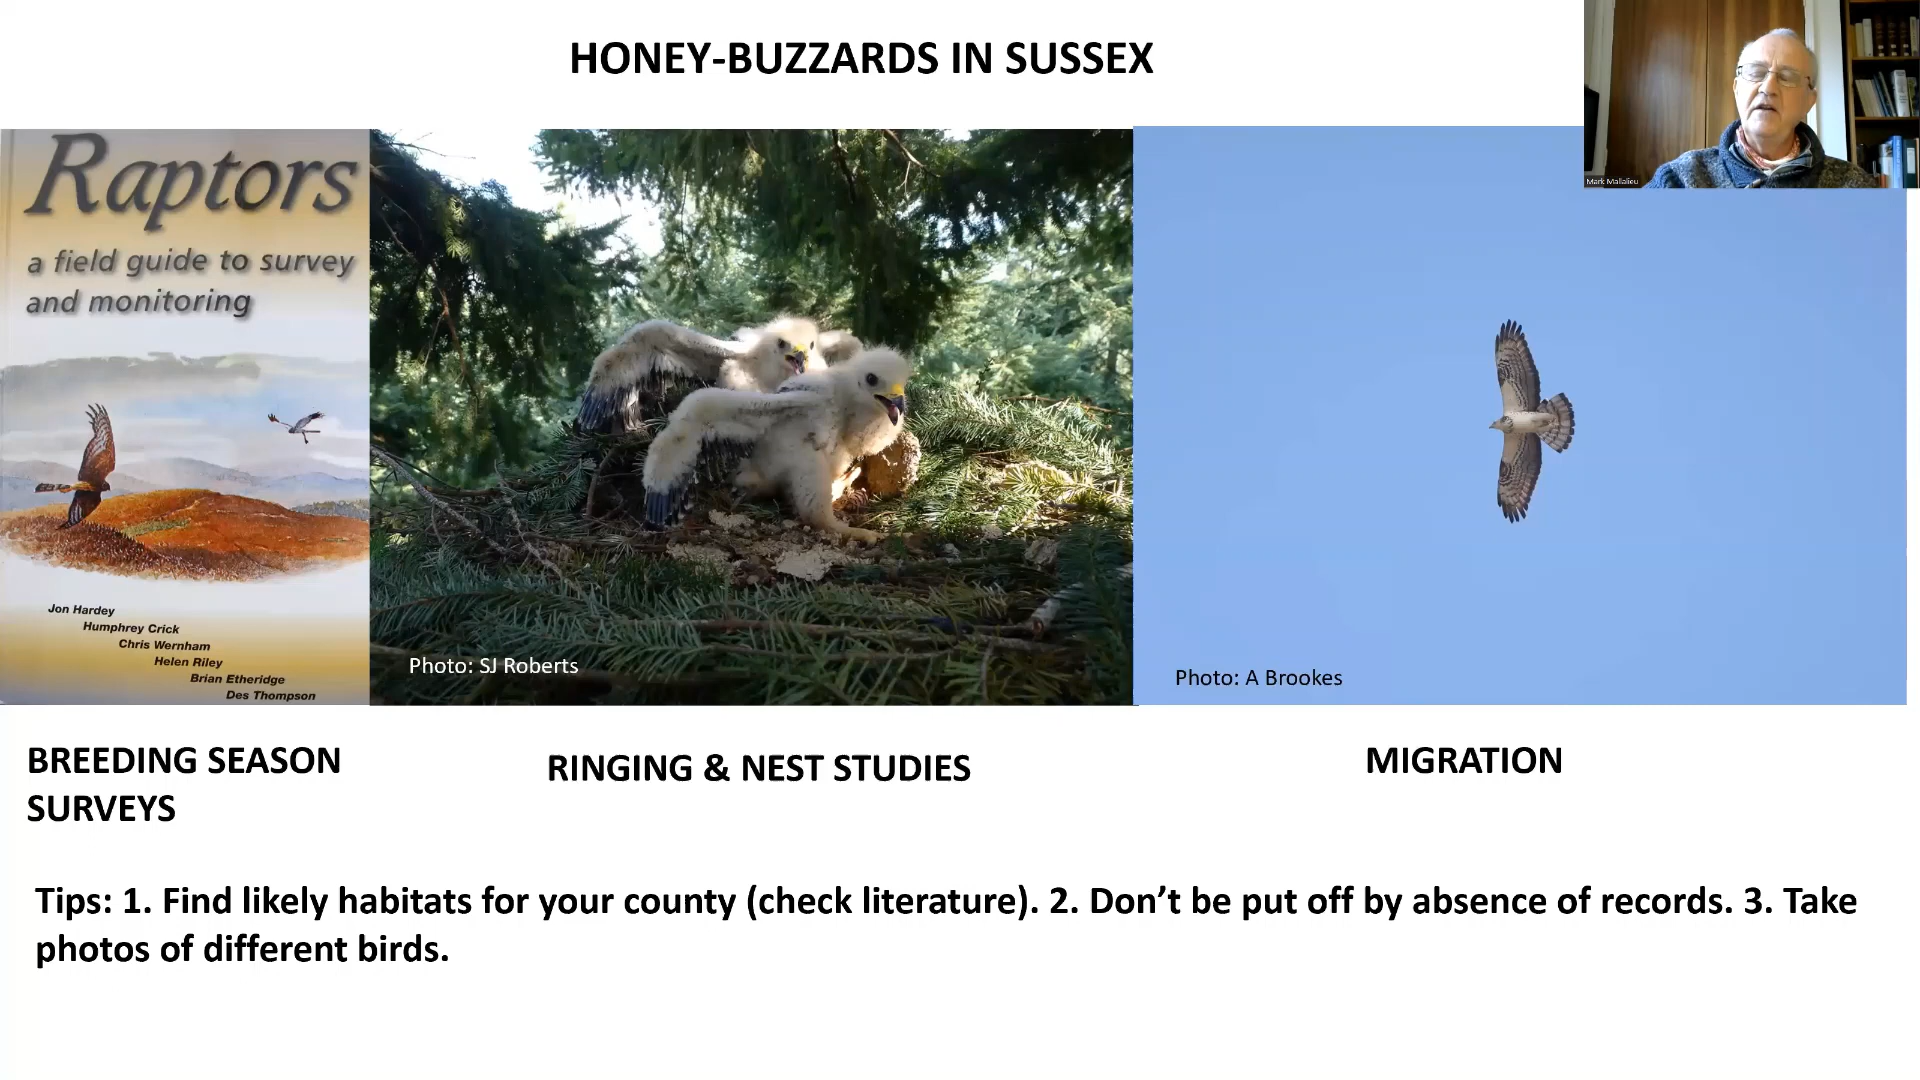 HONEY-BUZZARDS IN SUSSEX
Mark Mallalieu
Raptors
a field guide to survey
and monitoring
Jon Hardey
Humphrey Crick
Chris Wernham
Helen Riley
Brian Etheridge
Des Thompson
Photo: SJ Roberts
Photo: A Brookes
BREEDING SEASON
SURVEYS
RINGING & NEST STUDIES
MIGRATION
Tips: 1. Find likely habitats for your county (check literature). 2. Don’t be put off by absence of records. 3. Take
photos of different birds.